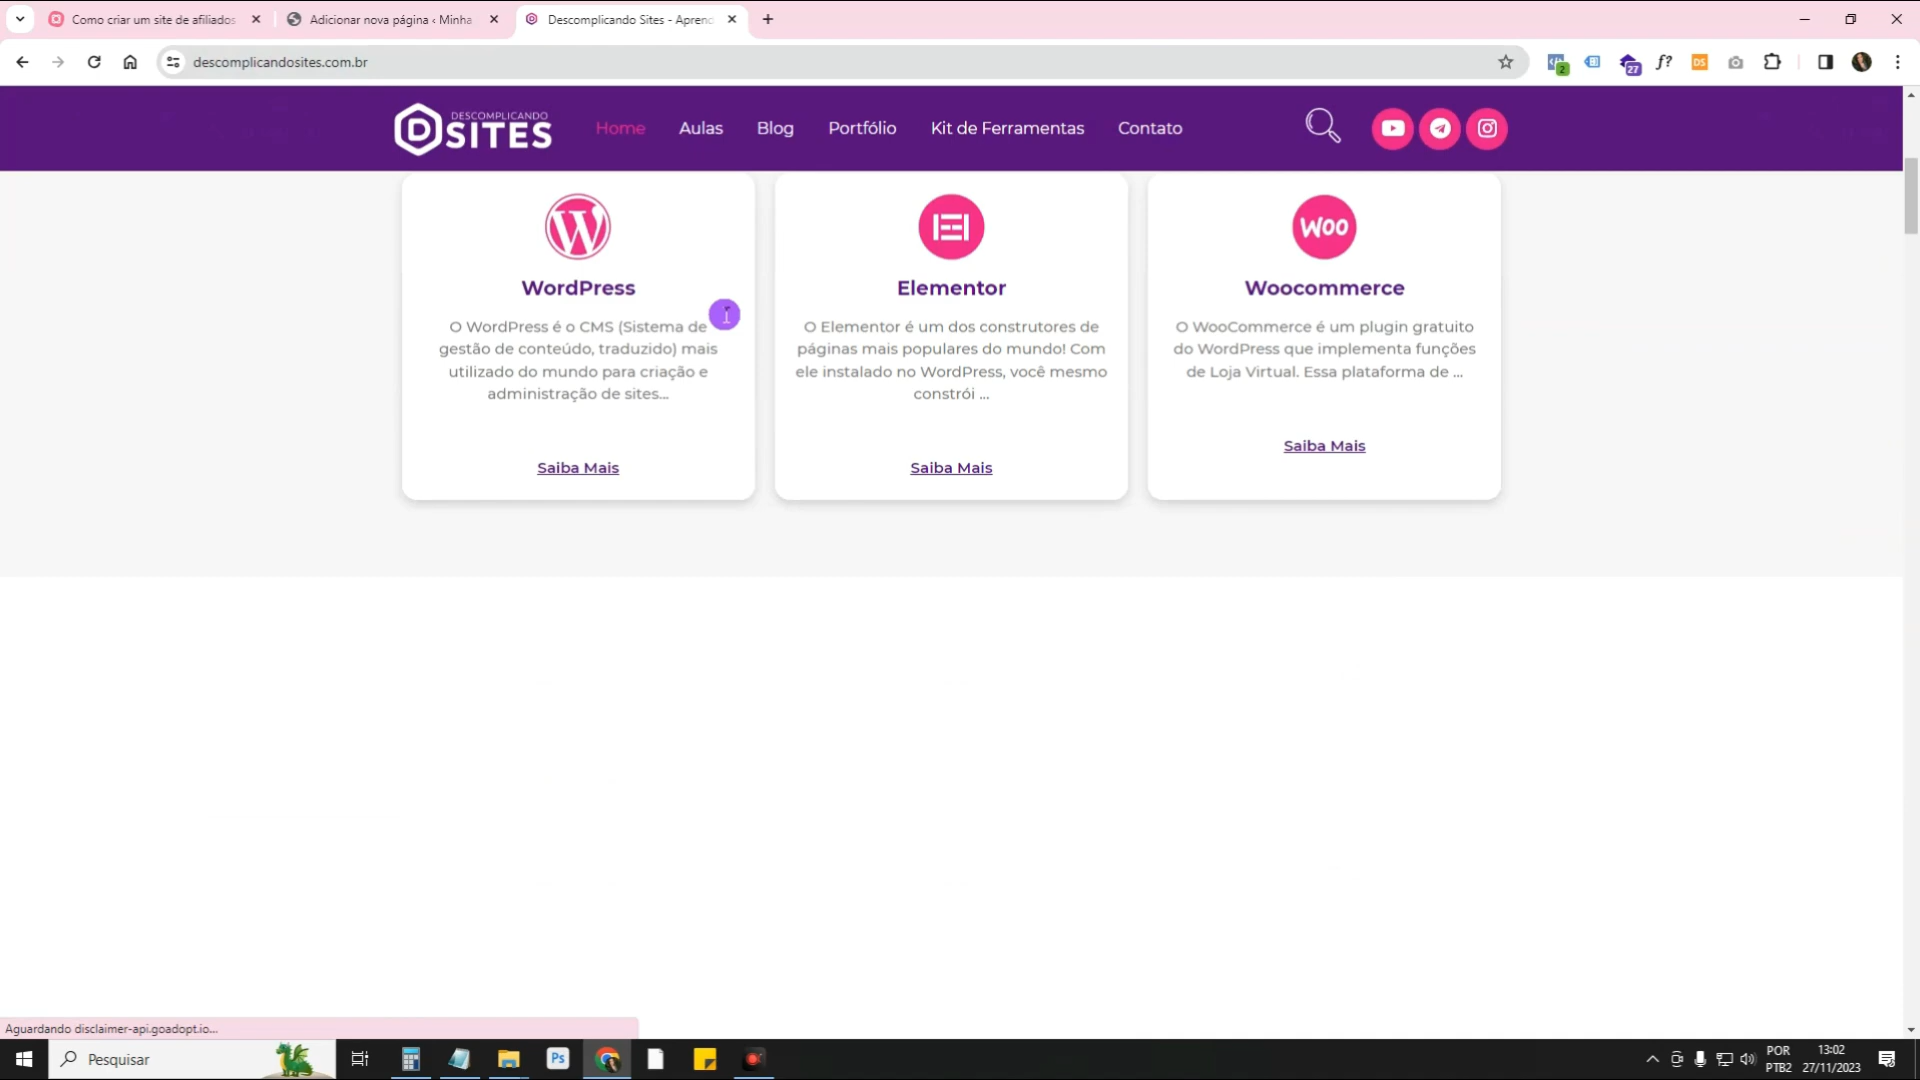 Como criar um site de afiliados
Adicionar nova página ‹ Minha
Descomplicando Sites - Aprend
descomplicandosites.com.br
2
27
f?
DS
DESCOMPLICANDO
SITES
Home
Aulas
Blog
Portfólio
Kit de Ferramentas
Contato
WordPress
O WordPress é o CMS (Sistema de
gestão de conteúdo, traduzido) mais
utilizado do mundo para criação e
administração de sites...
Saiba Mais
Elementor
O Elementor é um dos construtores de
páginas mais populares do mundo! Com
ele instalado no WordPress, você mesmo
constrói ...
Saiba Mais
Woo
Woocommerce
O WooCommerce é um plugin gratuito
do WordPress que implementa funções
de Loja Virtual. Essa plataforma de ...
Saiba Mais
Aguardando disclaimer-api.goadopt.io...
Pesquisar
Ps
POR
PTB2
13:02
27/11/2023